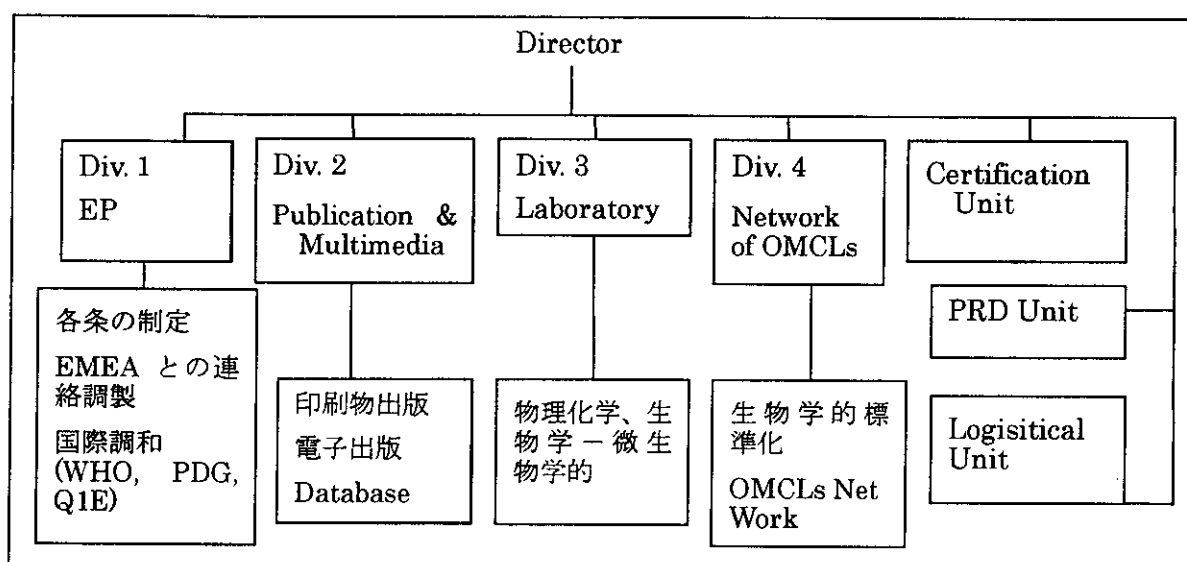 Director
Div. 1
EP
Div. 2
Publication &
Multimedia
Div. 3
Laboratory
Div. 4
Network
of OMCLs
Certification
Unit
各条の制定
EMEA との連
絡調製
国際調和
(WHO, PDG,
Q1E)
印刷物出版
電子出版
Database
物理化学、生
物学－微生
物学的
生物学的標
準化
OMCLs Net
Work
PRD Unit
Logisitical
Unit